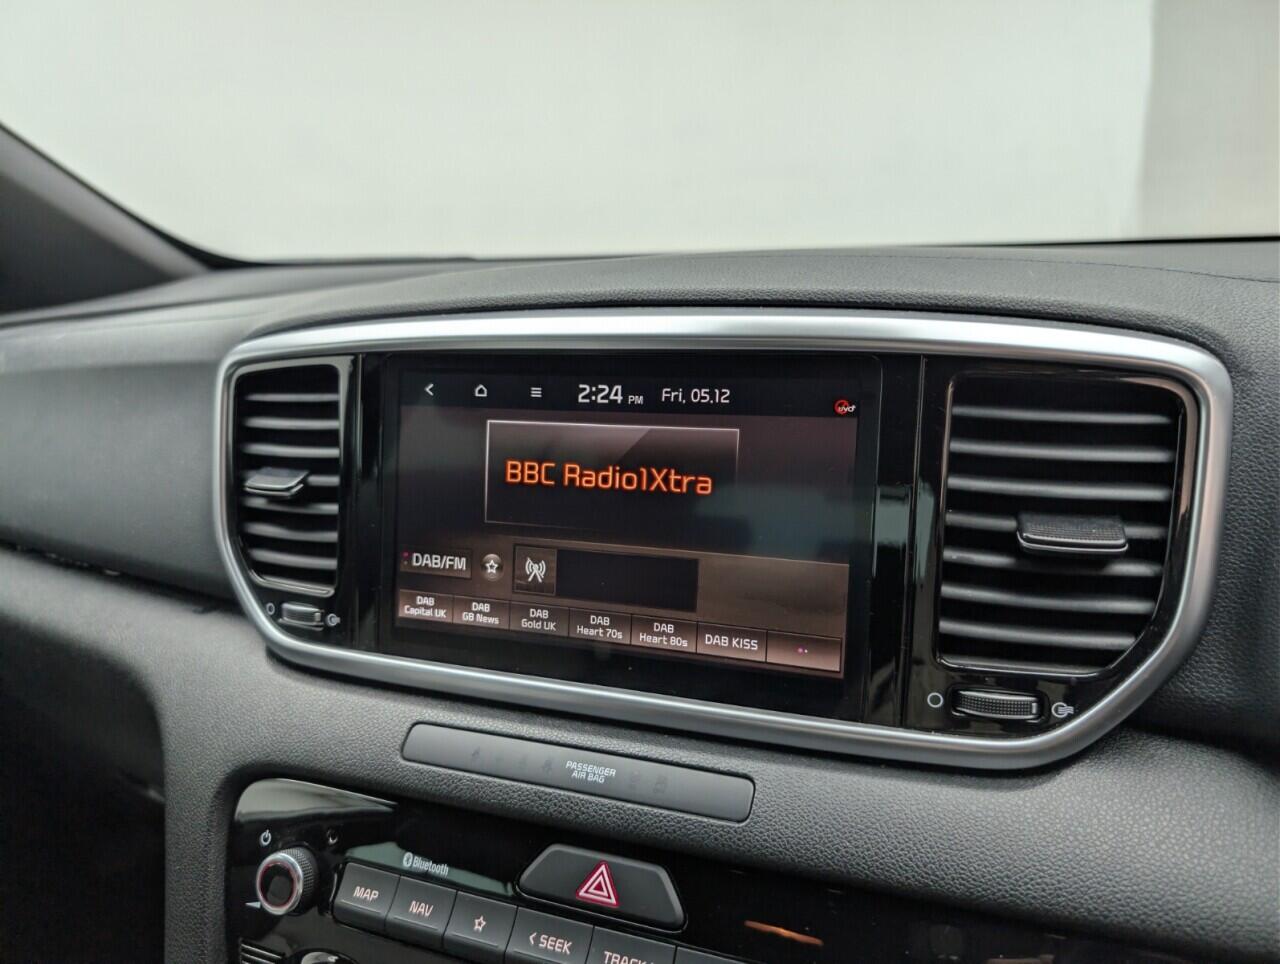 2:24 PM Fri, 05.12
UVO
BBC Radio1Xtra
DAB/FM
DAB
Capital UK
DAB
GB News
DAB
Gold UK
DAB
Heart 70s
DAB
Heart 80s
DAB KISS
PASSENGER
AIR BAG
Bluetooth
MAP
NAV
< SEEK
TRACK